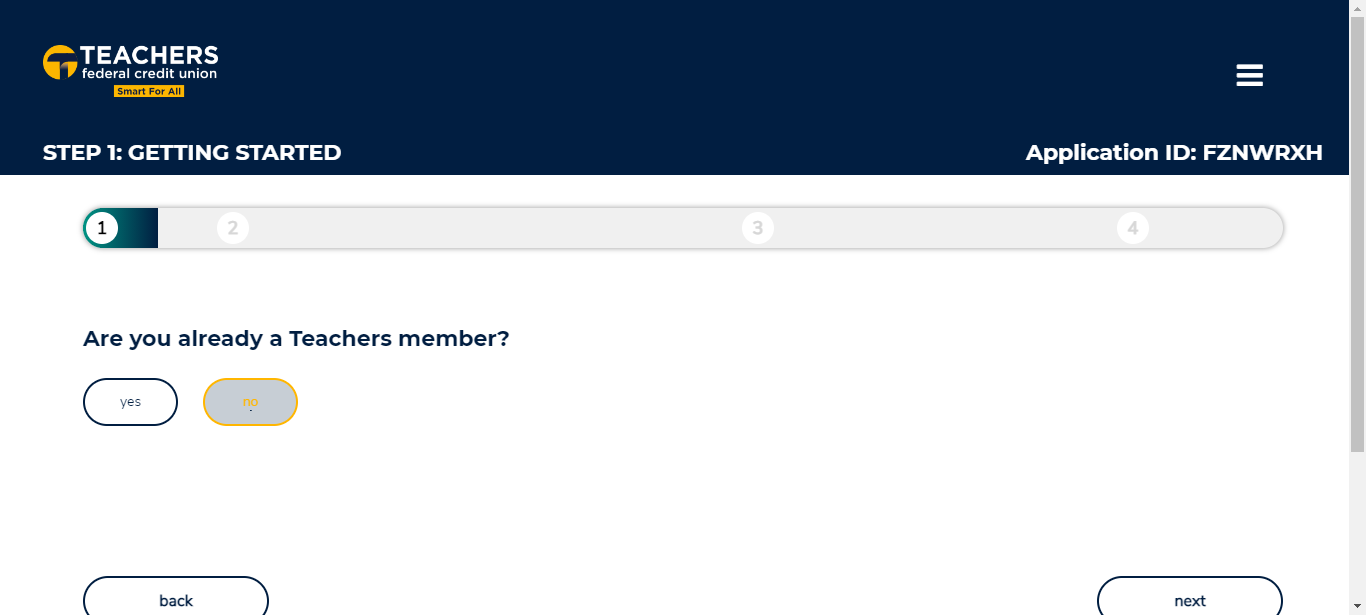 TEACHERS
federal credit union
Smart For All
STEP 1: GETTING STARTED
Application ID: FZNWRXH
1
2
3
4
Are you already a Teachers member?
yes
no
back
next